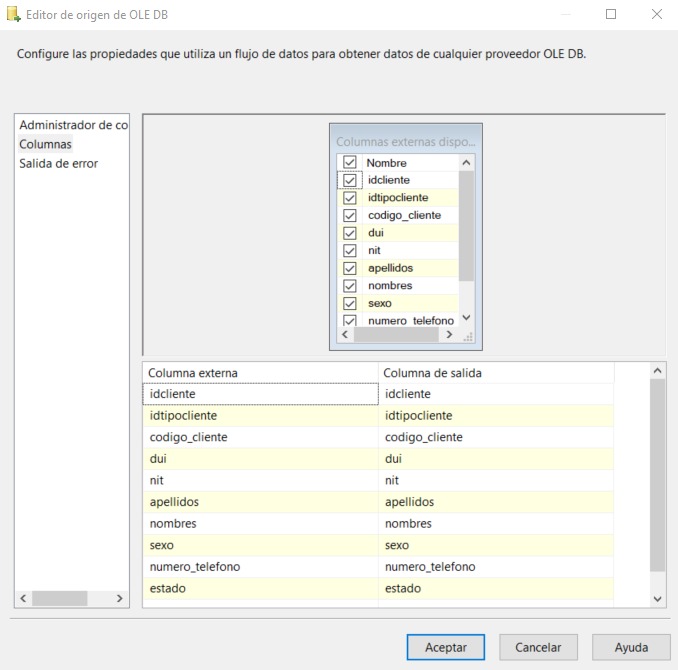 Editor de origen de OLE DB
Configure las propiedades que utiliza un flujo de datos para obtener datos de cualquier proveedor OLE DB.
Administrador de co
Columnas
Salida de error
Columnas externas dispo...
Nombre
idcliente
idtipocliente
codigo_cliente
dui
nit
apellidos
nombres
sexo
numero_telefono
Columna externa Columna de salida
idcliente idcliente
idtipocliente idtipocliente
codigo_cliente codigo_cliente
dui dui
nit nit
apellidos apellidos
nombres nombres
sexo sexo
numero_telefono numero_telefono
estado estado
Aceptar Cancelar Ayuda